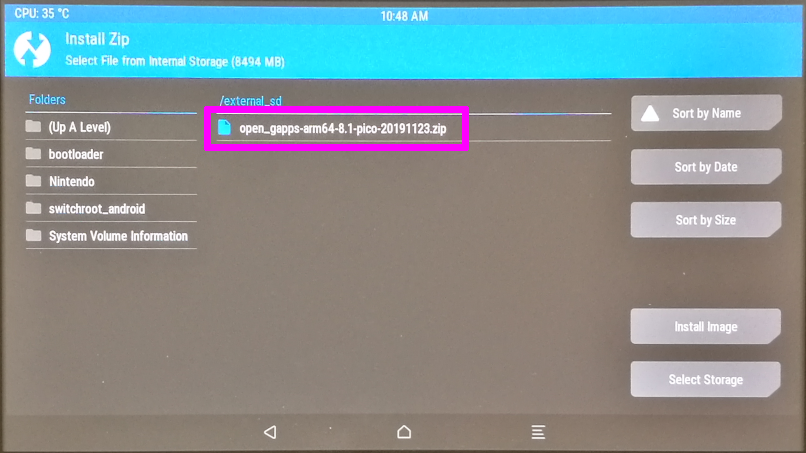 CPU: 35 °C
10:48 AM
Install Zip
Select File from Internal Storage (8494 MB)
Folders
(Up A Level)
bootloader
Nintendo
switchroot_android
System Volume Information
/external_sd
open_gapps-arm64-8.1-pico-20191123.zip
Sort by Name
Sort by Date
Sort by Size
Install Image
Select Storage